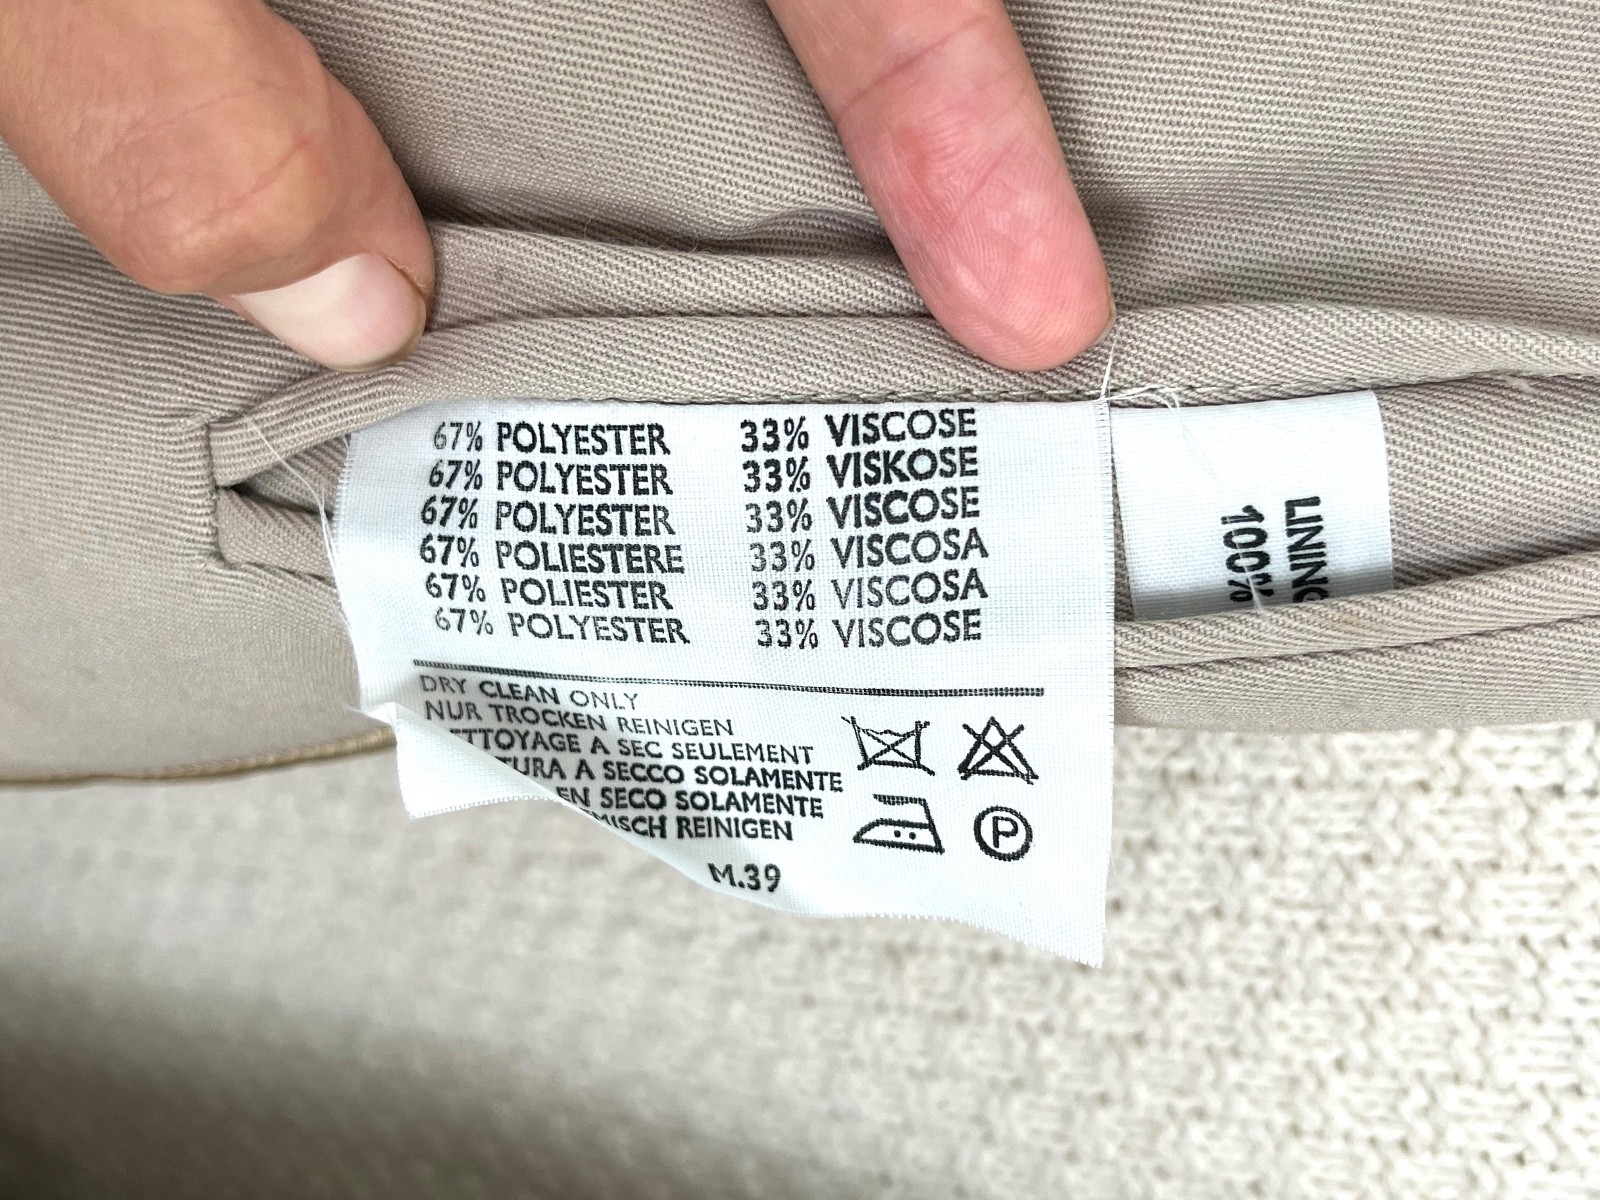 67% POLYESTER 33% VISCOSE
67% POLYESTER 33% VISKOSE
67% POLYESTER 33% VISCOSE
67% POLIESTERE 33% VISCOSA
67% POLIESTER 33% VISCOSA
67% POLYESTER 33% VISCOSE
DRY CLEAN ONLY
NUR TROCKEN REINIGEN
ETTOYAGE A SEC SEULEMENT
TURA A SECCO SOLAMENTE
EN SECO SOLAMENTE
MISCH REINIGEN
P
M.39
LINING
100%